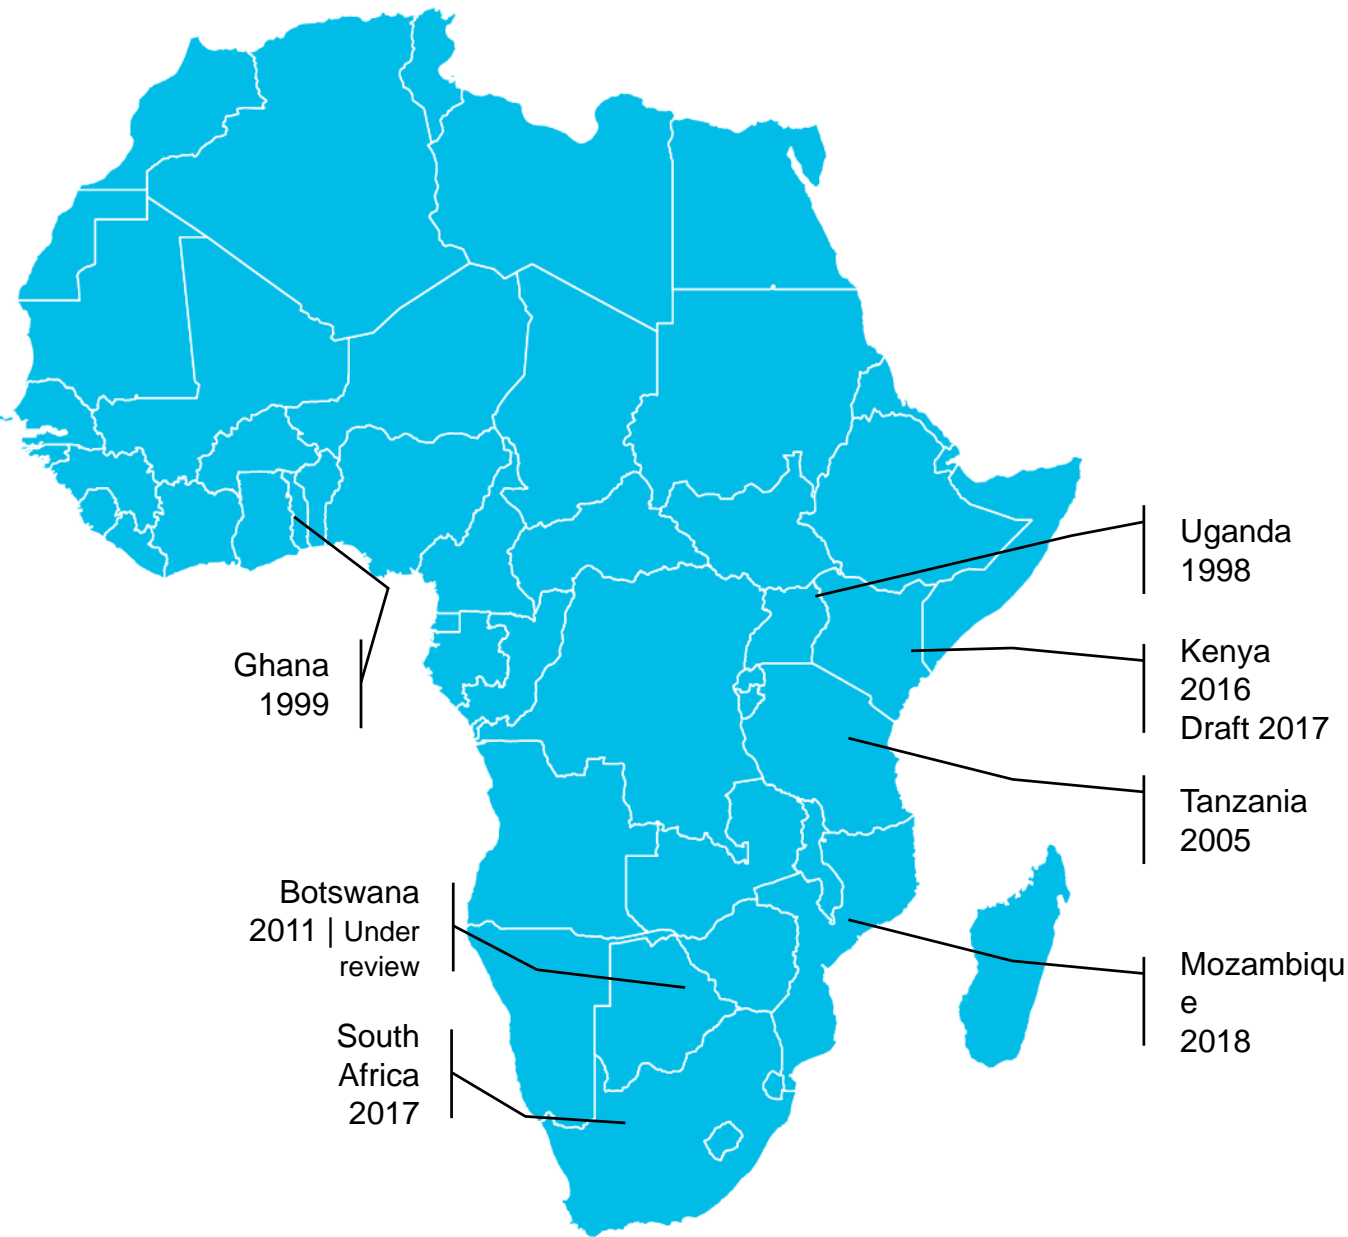 Uganda
1998
Kenya
2016
Draft 2017
Ghana
1999
Tanzania
2005
Botswana
2011 | Under
review
Mozambiqu
e
2018
South
Africa
2017